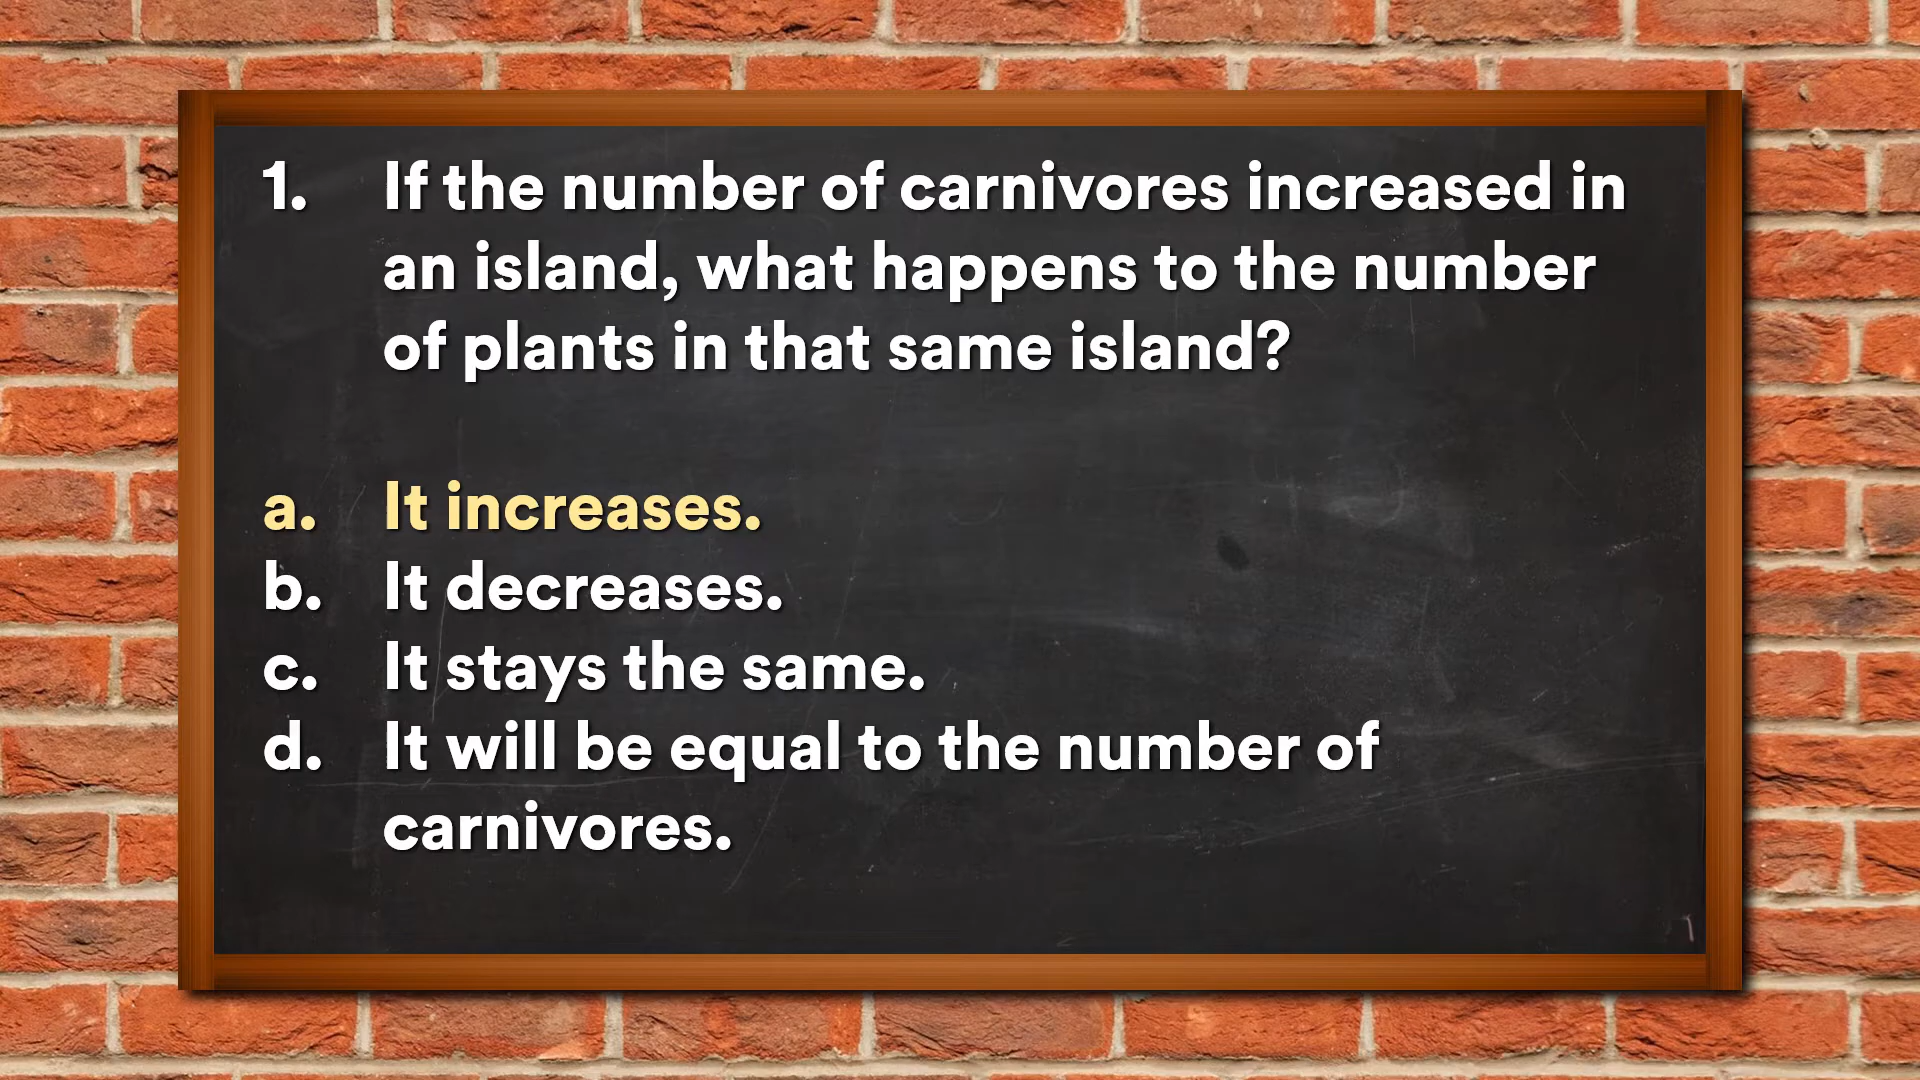 1. If the number of carnivores increased in
an island, what happens to the number
of plants in that same island?
a. It increases.
b. It decreases.
c. It stays the same.
d. It will be equal to the number of
carnivores.